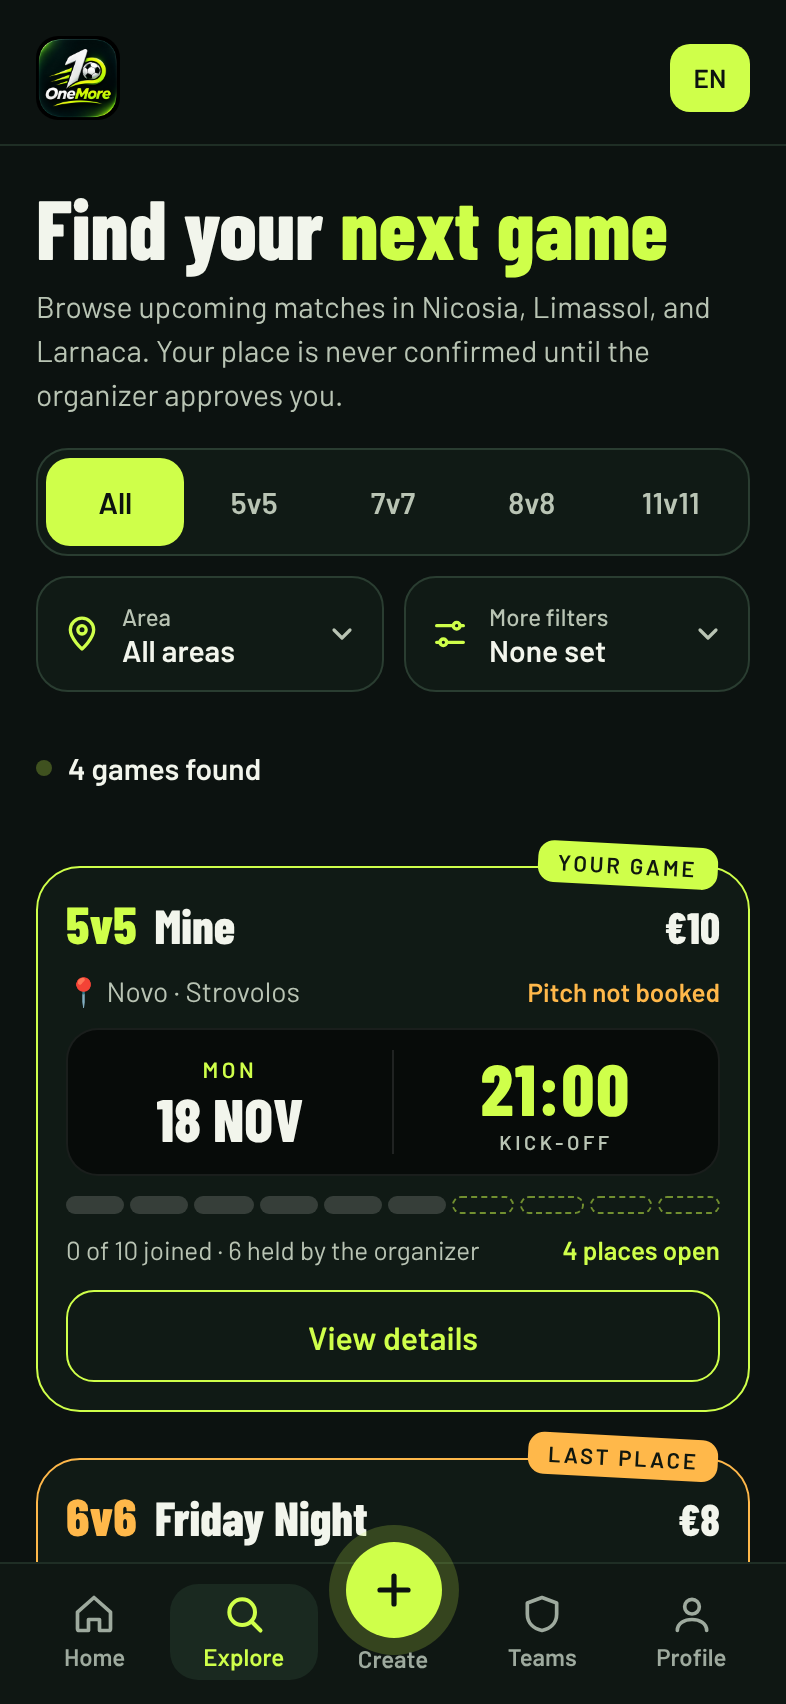 10
OneMore
EN
Find your next game
Browse upcoming matches in Nicosia, Limassol, and
Larnaca. Your place is never confirmed until the
organizer approves you.
All 5v5 7v7 8v8 11v11
Area
All areas
More filters
None set
4 games found
YOUR GAME
5v5 Mine €10
Novo · Strovolos Pitch not booked
MON
18 NOV
21:00
KICK-OFF
0 of 10 joined · 6 held by the organizer 4 places open
View details
LAST PLACE
6v6 Friday Night €8
Home Explore Create Teams Profile